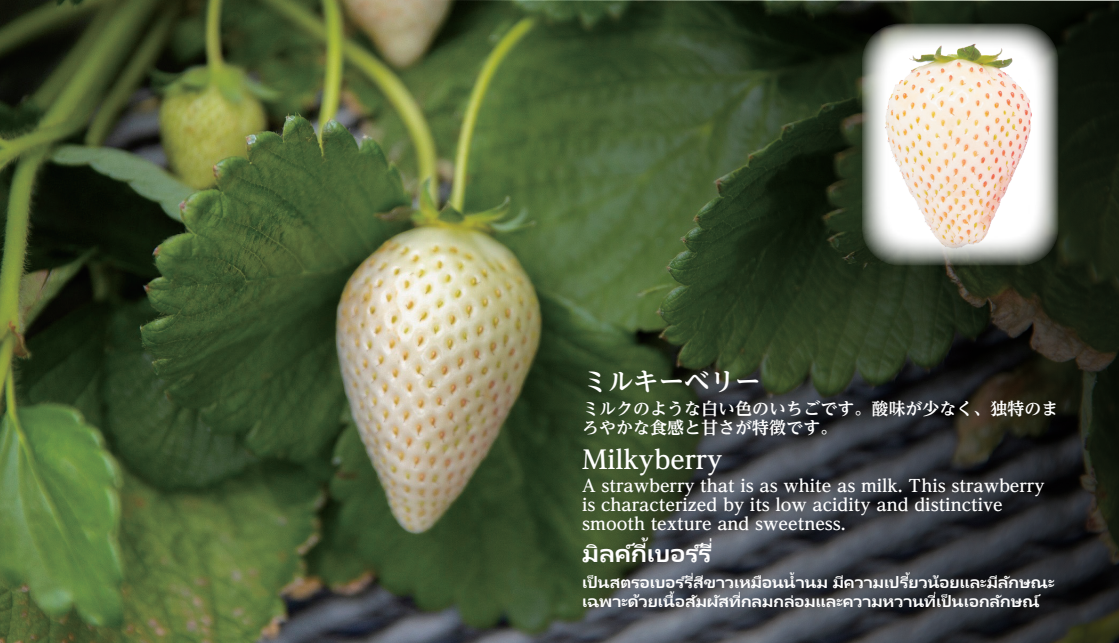 ミルキーベリー
ミルクのような白い色のいちごです。酸味が少なく、独特のま
ろやかな食感と甘さが特徴です。
Milkyberry
A strawberry that is as white as milk. This strawberry
is characterized by its low acidity and distinctive
smooth texture and sweetness.
มิลค์กี้เบอร์รี่
เป็นสตรอเบอร์รี่สีขาวเหมือนน้ำนม มีความเปรี้ยวน้อยและมีลักษณะ
เฉพาะด้วยเนื้อสัมผัสที่กลมกล่อมและความหวานที่เป็นเอกลักษณ์